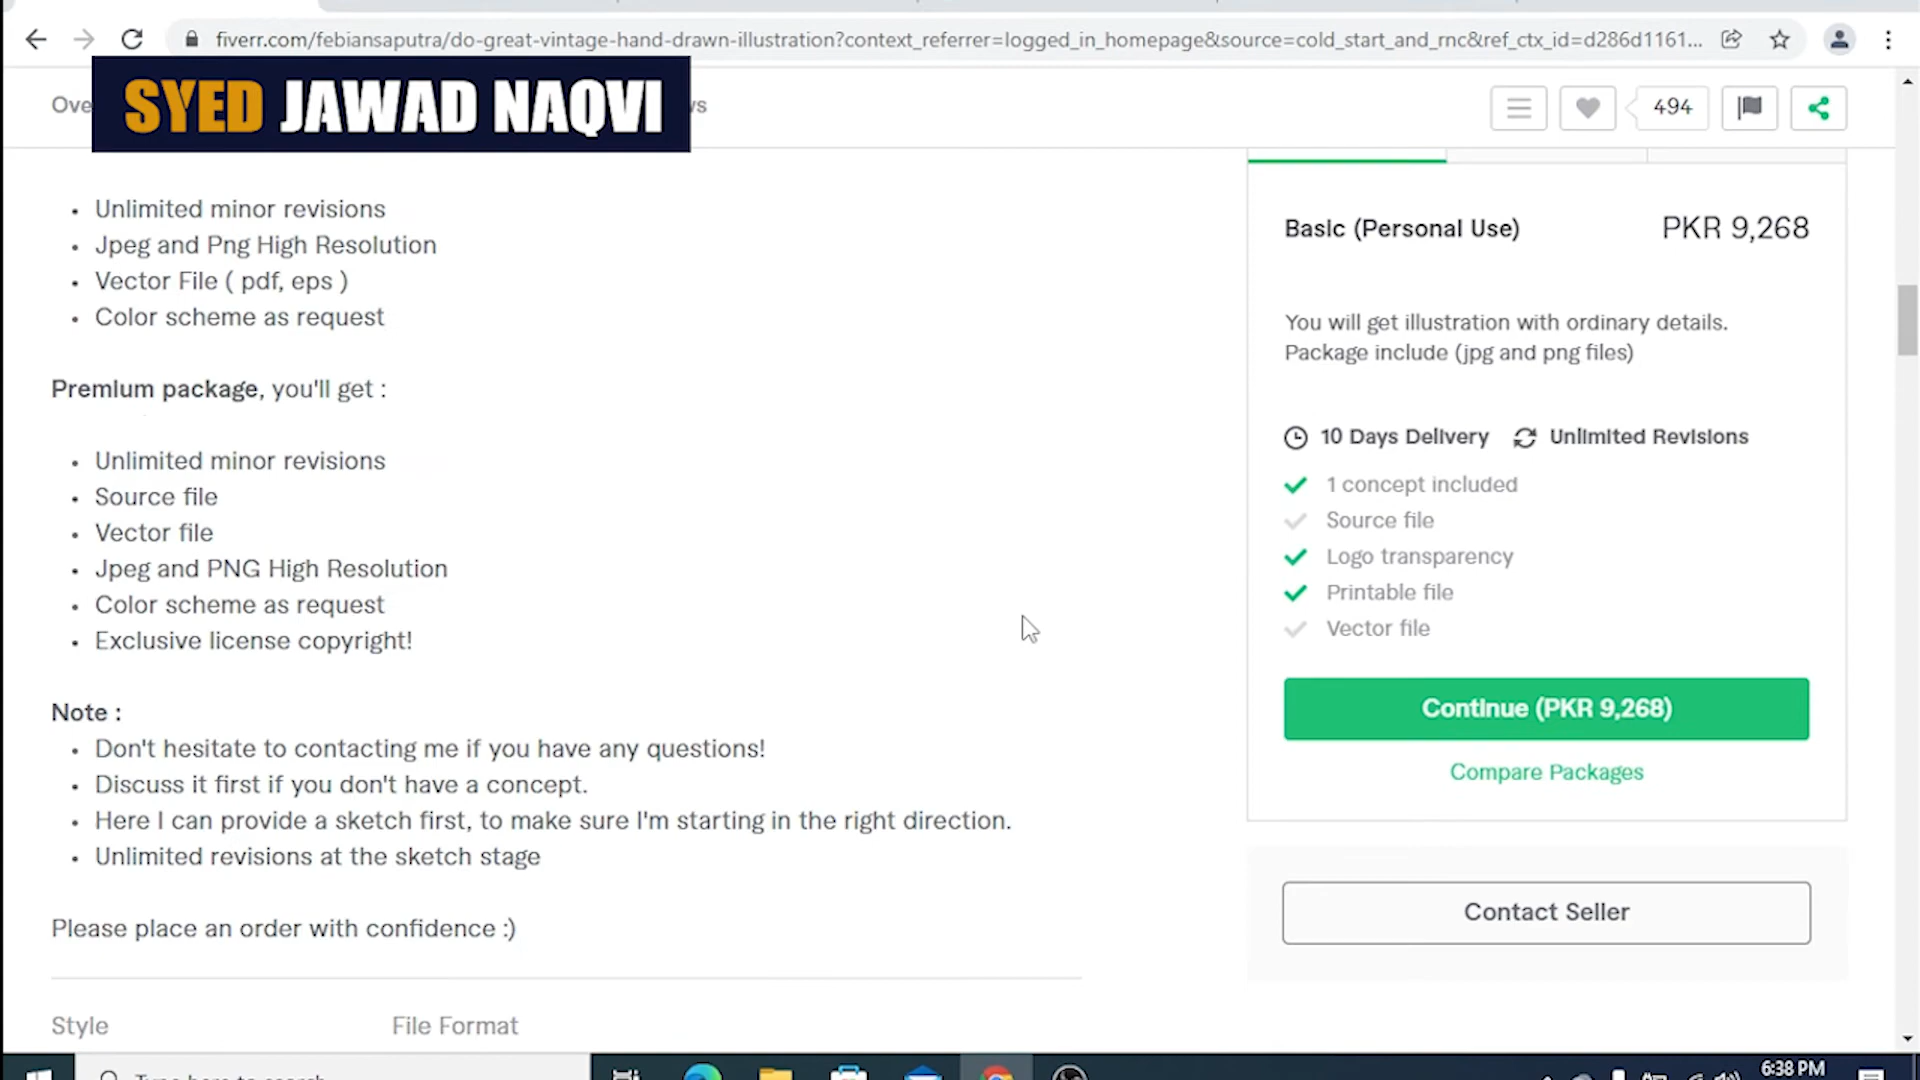 fiverr.com/febiansaputra/do-great-vintage-hand-drawn-illustration?context_referrer=logged_in_homepage&source=cold_start_and_rnc&ref_ctx_id=d286d1161...
Ove
SYED JAWAD NAQVI
494
Unlimited minor revisions
Jpeg and Png High Resolution
Vector File ( pdf, eps )
Color scheme as request
Premium package, you'll get :
Unlimited minor revisions
Source file
Vector file
Jpeg and PNG High Resolution
Color scheme as request
Exclusive license copyright!
Note :
Don't hesitate to contacting me if you have any questions!
Discuss it first if you don't have a concept.
Here I can provide a sketch first, to make sure I'm starting in the right direction.
Unlimited revisions at the sketch stage
Please place an order with confidence :)
Style
File Format
Basic (Personal Use)
PKR 9,268
You will get illustration with ordinary details.
Package include (jpg and png files)
10 Days Delivery
Unlimited Revisions
1 concept included
Source file
Logo transparency
Printable file
Vector file
Continue (PKR 9,268)
Compare Packages
Contact Seller
Type here to search
6:38 PM